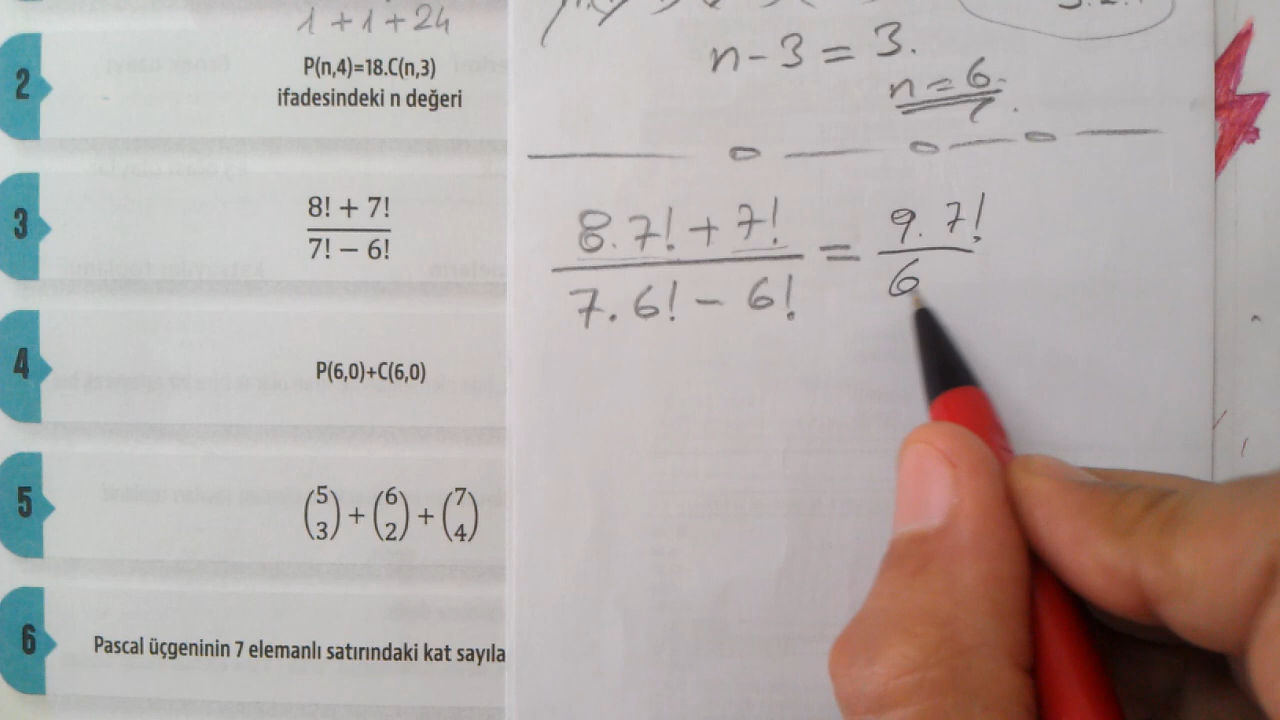 1 + 1 + 24
2
P(n,4)=18.C(n,3)
ifadesindeki n değeri
3
8! + 7!
7! − 6!
4
P(6,0)+C(6,0)
5
(5 3) + (6 2) + (7 4)
6
Pascal üçgeninin 7 elemanlı satırındaki kat sayıla
n - 3 = 3.
n = 6
8. 7! + 7! = 9. 7!
7. 6! - 6! 6